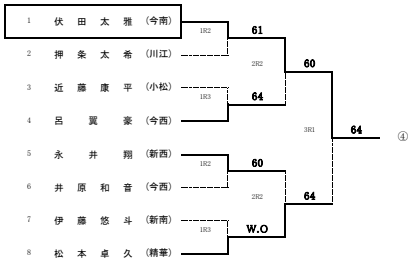 1 伏田太雅 (今南)
1R2 61
2 押条太希 (川江)
2R2 60
3 近藤康平 (小松)
1R3 64
4 呂翼豪 (今西)
3R1 64 ④
5 永井翔 (新西)
1R2 60
6 井原和音 (今西)
2R2 64
7 伊藤悠斗 (新南)
1R3 W.O
8 松本卓久 (精華)